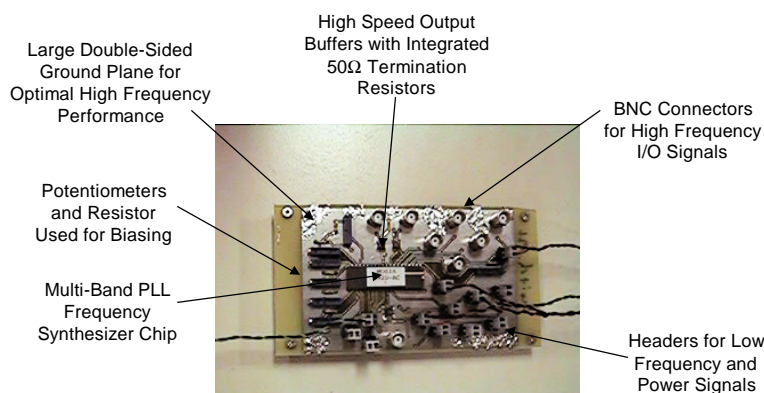 High Speed Output
Buffers with Integrated
50Ω Termination
Resistors
Large Double-Sided
Ground Plane for
Optimal High Frequency
Performance
BNC Connectors
for High Frequency
I/O Signals
Potentiometers
and Resistor
Used for Biasing
Multi-Band PLL
Frequency
Synthesizer Chip
Headers for Low
Frequency and
Power Signals